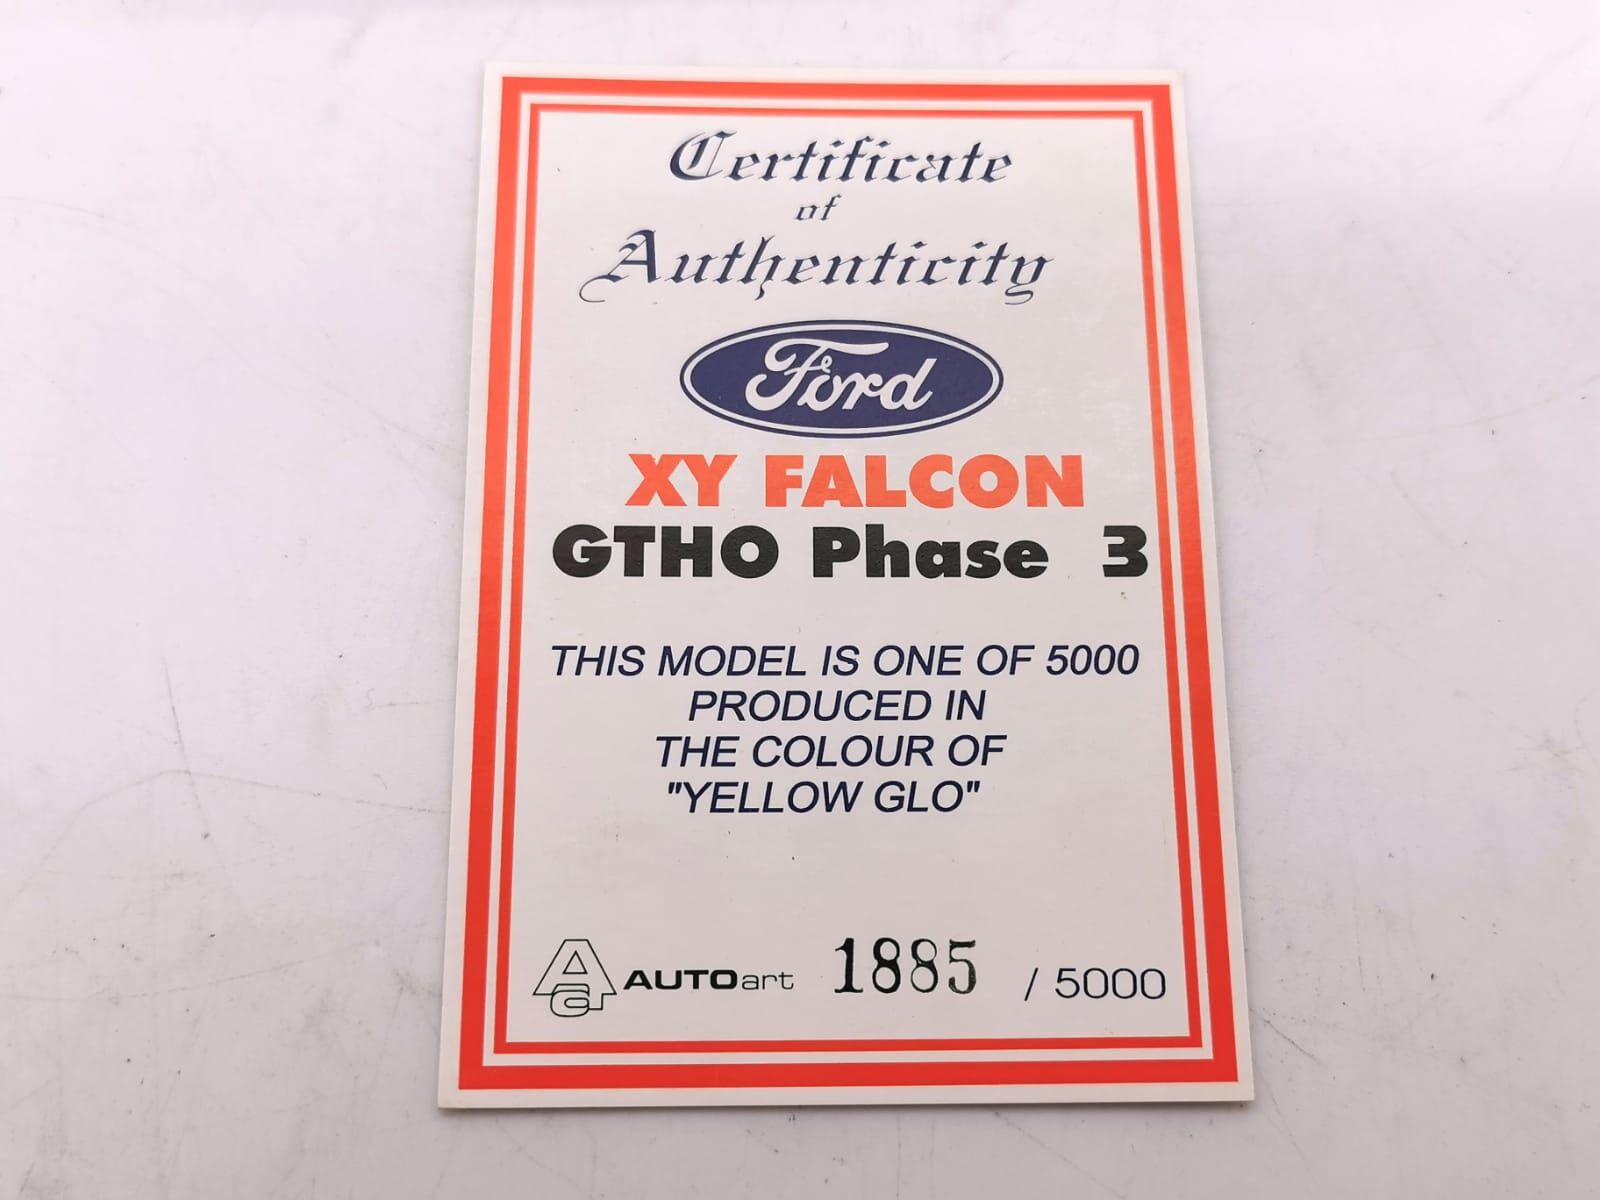 Certificate
of
Authenticity
Ford
XY FALCON
GTHO Phase 3
THIS MODEL IS ONE OF 5000
PRODUCED IN
THE COLOUR OF
"YELLOW GLO"
AUTOart 1885 / 5000